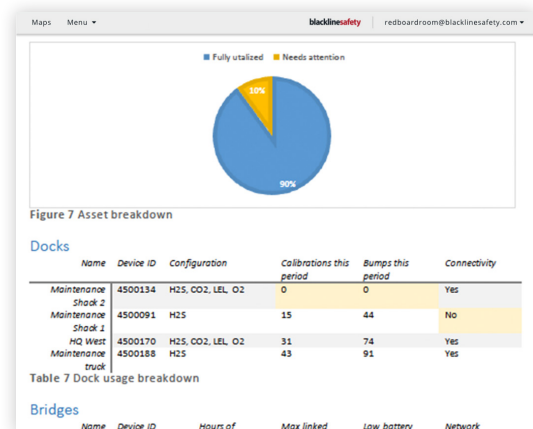 Maps Menu blacklinesafety redboardroom@blacklinesafety.com
Fully utalized Needs attention
10%
90%
Figure 7 Asset breakdown
Docks
Name Device ID Configuration Calibrations this period Bumps this period Connectivity
Maintenance Shack 2 4500134 H2S, CO2, LEL, O2 0 0 Yes
Maintenance Shack 1 4500091 H2S 15 44 No
HQ West 4500170 H2S, CO2, LEL, O2 31 74 Yes
Maintenance truck 4500188 H2S 43 91 Yes
Table 7 Dock usage breakdown
Bridges
Name Device ID Hours of Max linked Low battery Network